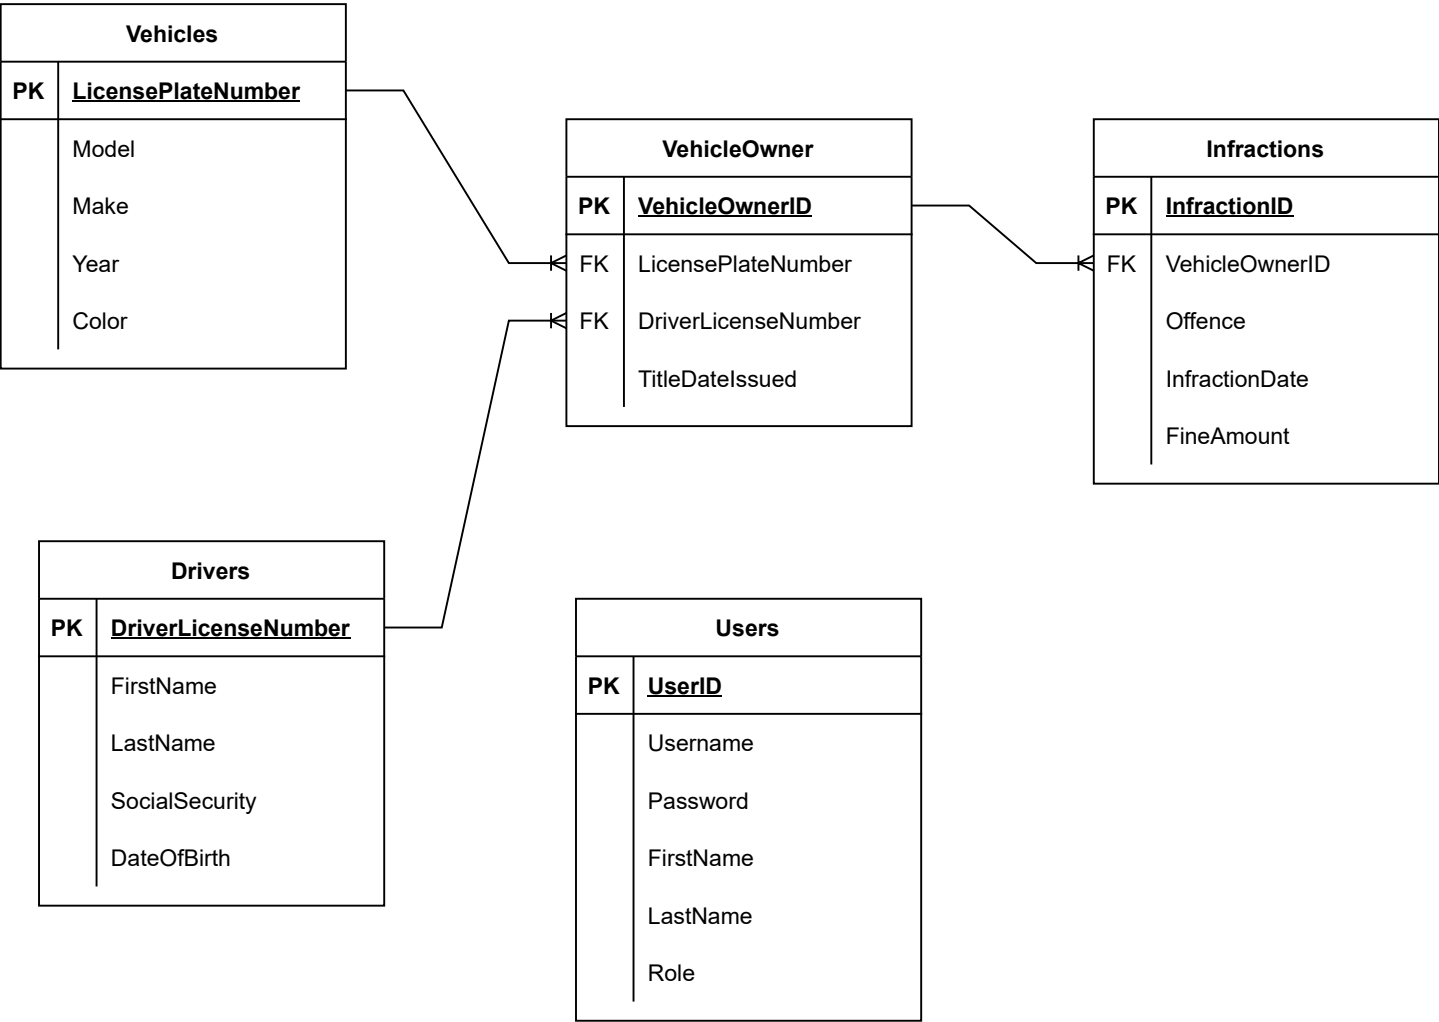 Vehicles
PK LicensePlateNumber
Model
Make
Year
Color
VehicleOwner
PK VehicleOwnerID
FK LicensePlateNumber
FK DriverLicenseNumber
TitleDateIssued
Infractions
PK InfractionID
FK VehicleOwnerID
Offence
InfractionDate
FineAmount
Drivers
PK DriverLicenseNumber
FirstName
LastName
SocialSecurity
DateOfBirth
Users
PK UserID
Username
Password
FirstName
LastName
Role